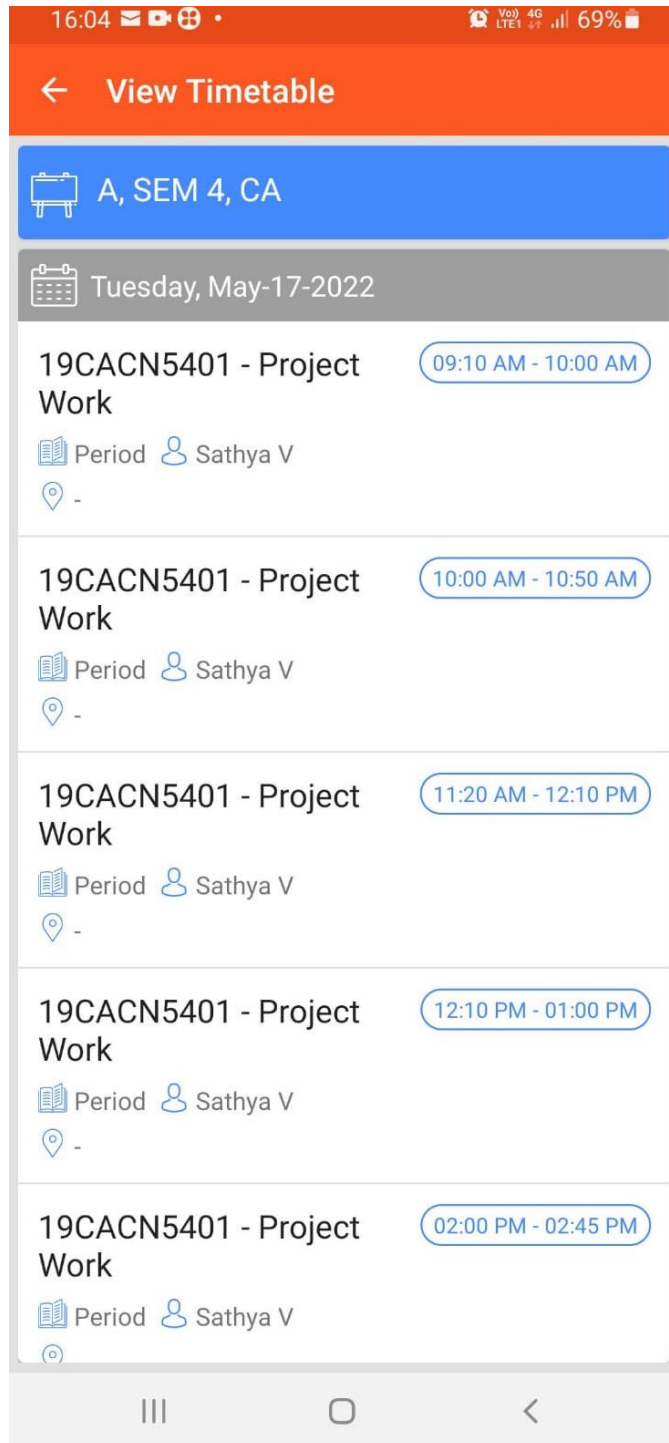 16:04
Vo)) 4G
LTE1 69%
View Timetable
A, SEM 4, CA
Tuesday, May-17-2022
19CACN5401 - Project 09:10 AM - 10:00 AM
Work
Period Sathya V
-
19CACN5401 - Project 10:00 AM - 10:50 AM
Work
Period Sathya V
-
19CACN5401 - Project 11:20 AM - 12:10 PM
Work
Period Sathya V
-
19CACN5401 - Project 12:10 PM - 01:00 PM
Work
Period Sathya V
-
19CACN5401 - Project 02:00 PM - 02:45 PM
Work
Period Sathya V